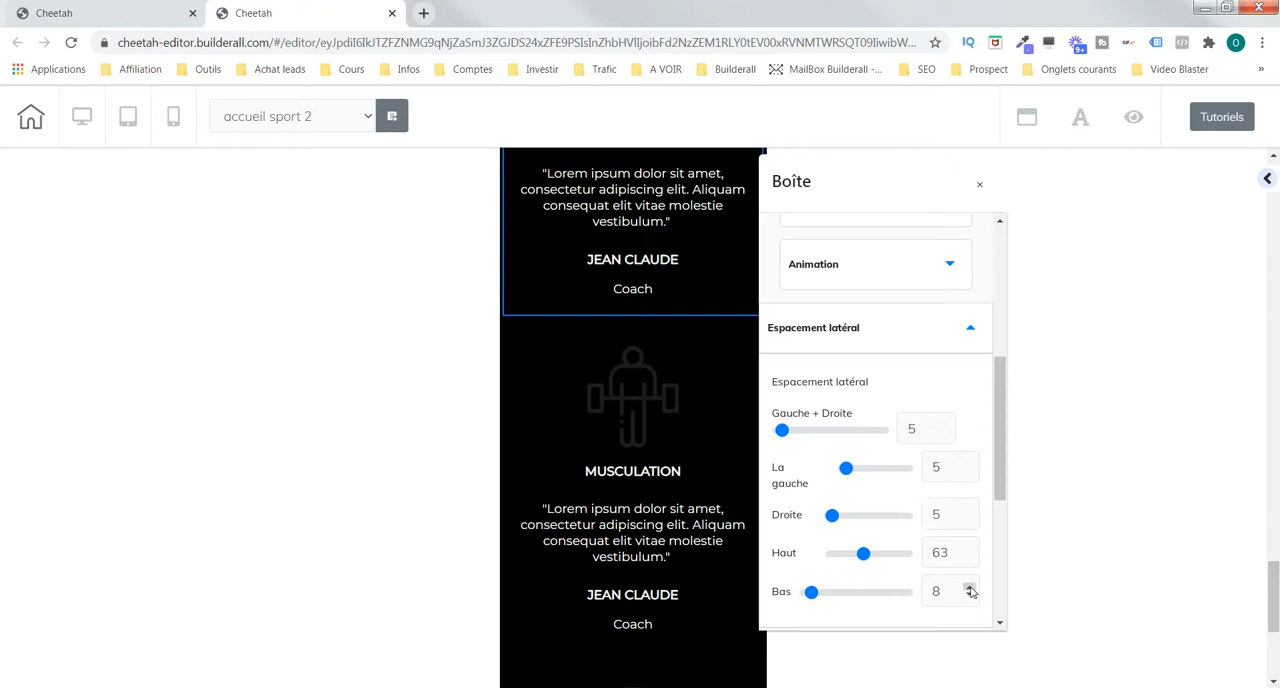 Cheetah
Cheetah
cheetah-editor.builderall.com/#/editor/
Applications
Affiliation
Outils
Achat leads
Cours
Infos
Comptes
Investir
Trafic
A VOIR
Builderall
MailBox Builderall -...
SEO
Prospect
Onglets courants
Video Blaster
»
accueil sport 2
Tutoriels
"Lorem ipsum dolor sit amet,
consectetur adipiscing elit. Aliquam
consequat elit vitae molestie
vestibulum."
JEAN CLAUDE
Coach
MUSCULATION
"Lorem ipsum dolor sit amet,
consectetur adipiscing elit. Aliquam
consequat elit vitae molestie
vestibulum."
JEAN CLAUDE
Coach
Boîte
Animation
Espacement latéral
Espacement latéral
Gauche + Droite
5
La
gauche
5
Droite
5
Haut
63
Bas
8